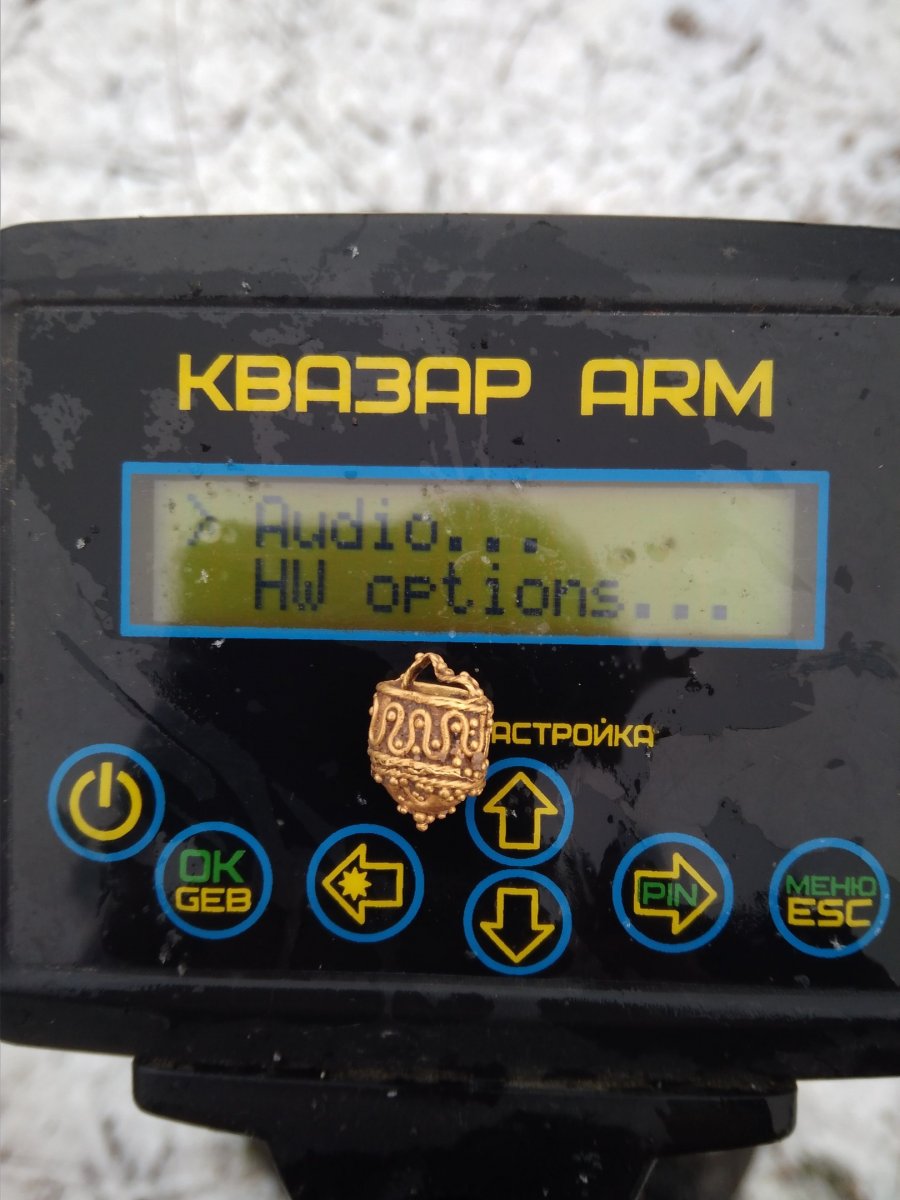 КВАЗАР ARM
> Audio...
HW options...
АСТРОЙКА
OK
GEB
PIN
МЕНЮ
ESC